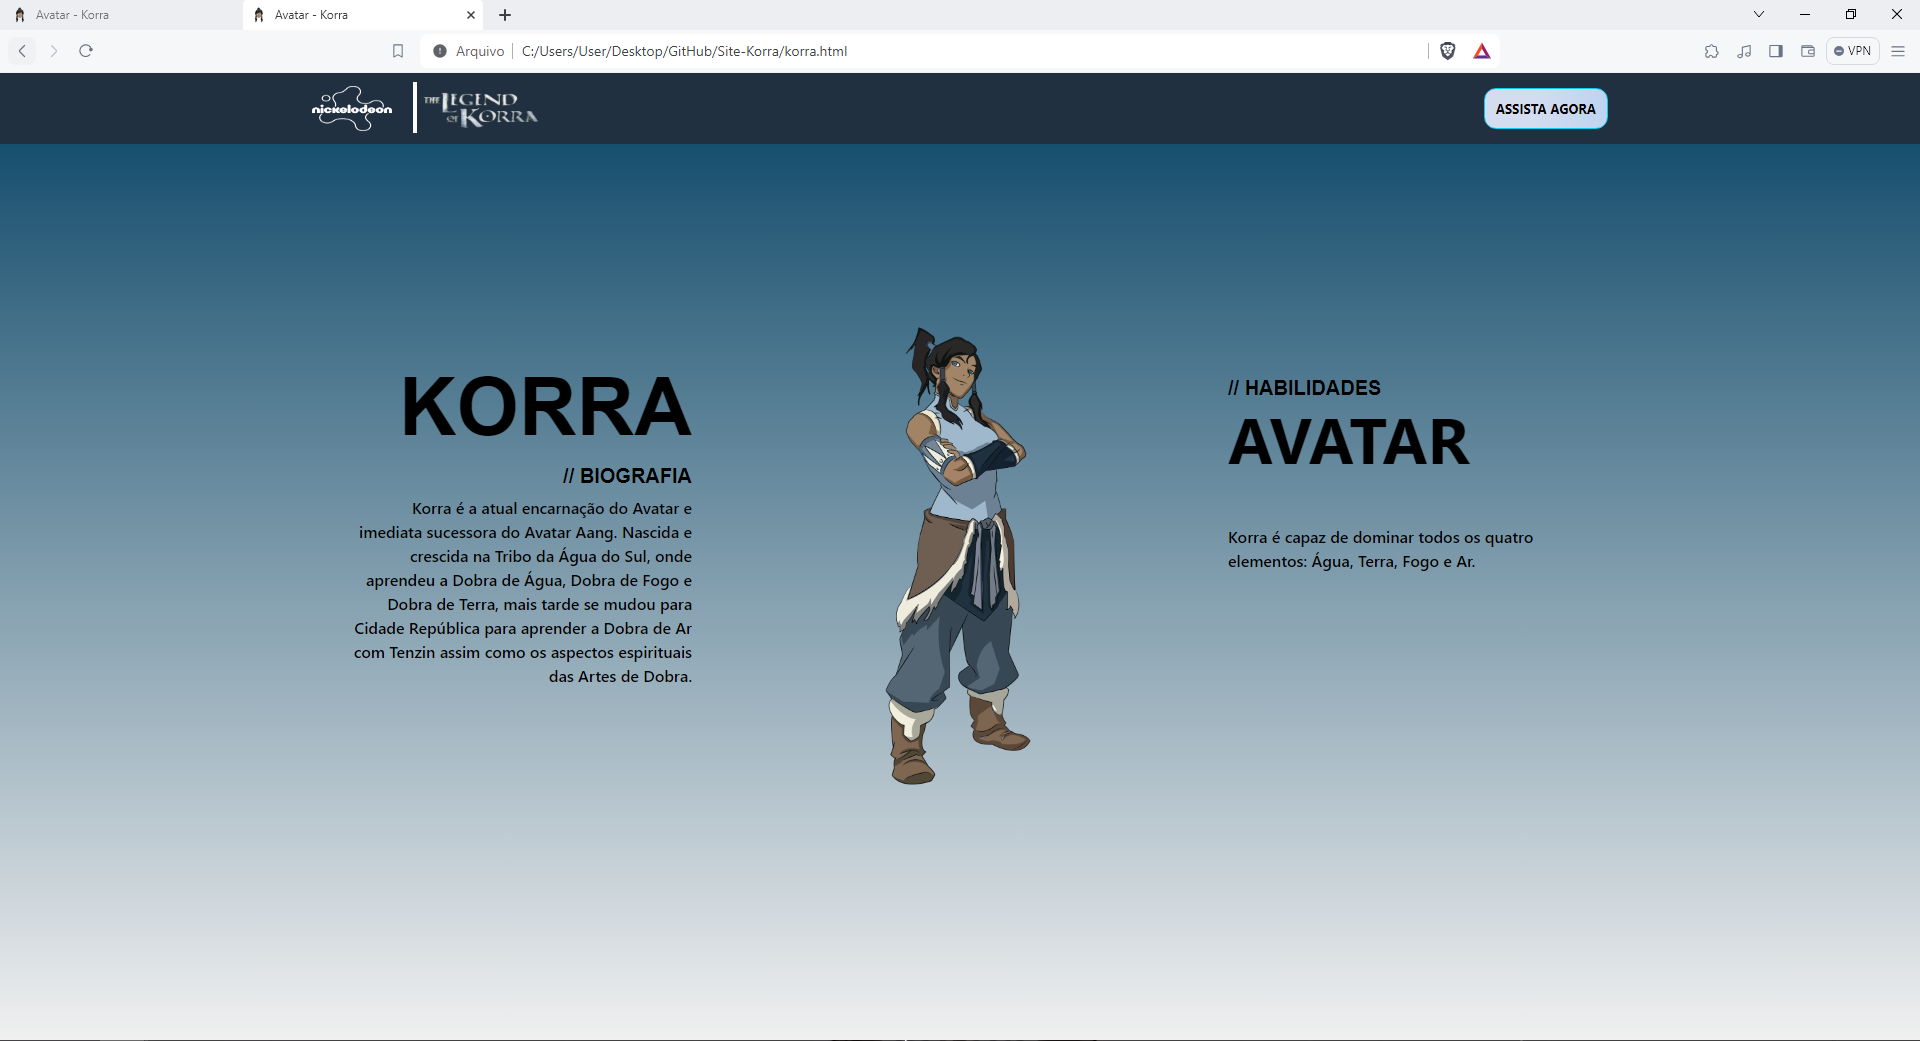 Avatar - Korra
Avatar - Korra
Arquivo
C:/Users/User/Desktop/GitHub/Site-Korra/korra.html
VPN
nickelodeon
THE LEGEND
OF KORRA
ASSISTA AGORA
KORRA
// BIOGRAFIA
Korra é a atual encarnação do Avatar e
imediata sucessora do Avatar Aang. Nascida e
crescida na Tribo da Água do Sul, onde
aprendeu a Dobra de Água, Dobra de Fogo e
Dobra de Terra, mais tarde se mudou para
Cidade República para aprender a Dobra de Ar
com Tenzin assim como os aspectos espirituais
das Artes de Dobra.
// HABILIDADES
AVATAR
Korra é capaz de dominar todos os quatro
elementos: Água, Terra, Fogo e Ar.